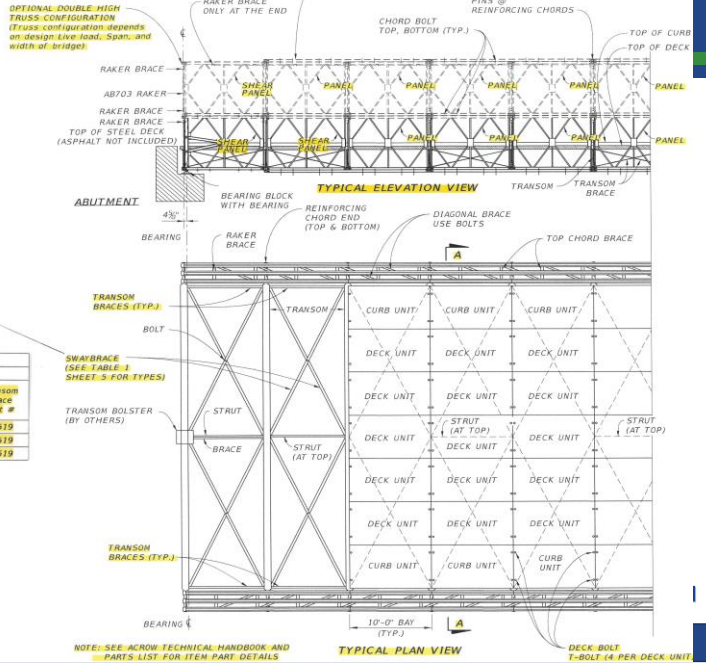 OPTIONAL DOUBLE HIGH
TRUSS CONFIGURATION
(Truss configuration depends
on design Live load, Span, and
width of bridge)
RAKER BRACE
ONLY AT THE END
PINS @
REINFORCING CHORDS
CHORD BOLT
TOP, BOTTOM (TYP.)
TOP OF CURB
TOP OF DECK
RAKER BRACE
AB703 RAKER
RAKER BRACE
RAKER BRACE
TOP OF STEEL DECK
(ASPHALT NOT INCLUDED)
SHEAR
PANEL
PANEL
PANEL
PANEL
PANEL
PANEL
SHEAR
PANEL
SHEAR
PANEL
PANEL
PANEL
PANEL
PANEL
ABUTMENT
BEARING BLOCK
WITH BEARING
TYPICAL ELEVATION VIEW
TRANSOM
TRANSOM
BRACE
BEARING
RAKER
BRACE
REINFORCING
CHORD END
(TOP & BOTTOM)
DIAGONAL BRACE
USE BOLTS
A
TOP CHORD BRACE
TRANSOM
BRACES (TYP.)
TRANSOM
BOLT
SWAYBRACE
(SEE TABLE 1
SHEET 5 FOR TYPES)
TRANSOM BOLSTER
(BY OTHERS)
STRUT
BRACE
STRUT
(AT TOP)
CURB UNIT
CURB UNIT
CURB UNIT
DECK UNIT
DECK UNIT
DECK UNIT
DECK UNIT
DECK UNIT
DECK UNIT
STRUT
(AT TOP)
STRUT
(AT TOP)
DECK UNIT
DECK UNIT
DECK UNIT
DECK UNIT
DECK UNIT
DECK UNIT
DECK UNIT
DECK UNIT
DECK UNIT
CURB UNIT
CURB UNIT
CURB
UNIT
TRANSOM
BRACES (TYP.)
BEARING ℄
10'-0" BAY
(TYP.)
A
NOTE: SEE ACROW TECHNICAL HANDBOOK AND
PARTS LIST FOR ITEM PART DETAILS
TYPICAL PLAN VIEW
DECK BOLT
T-BOLT (4 PER DECK UNIT